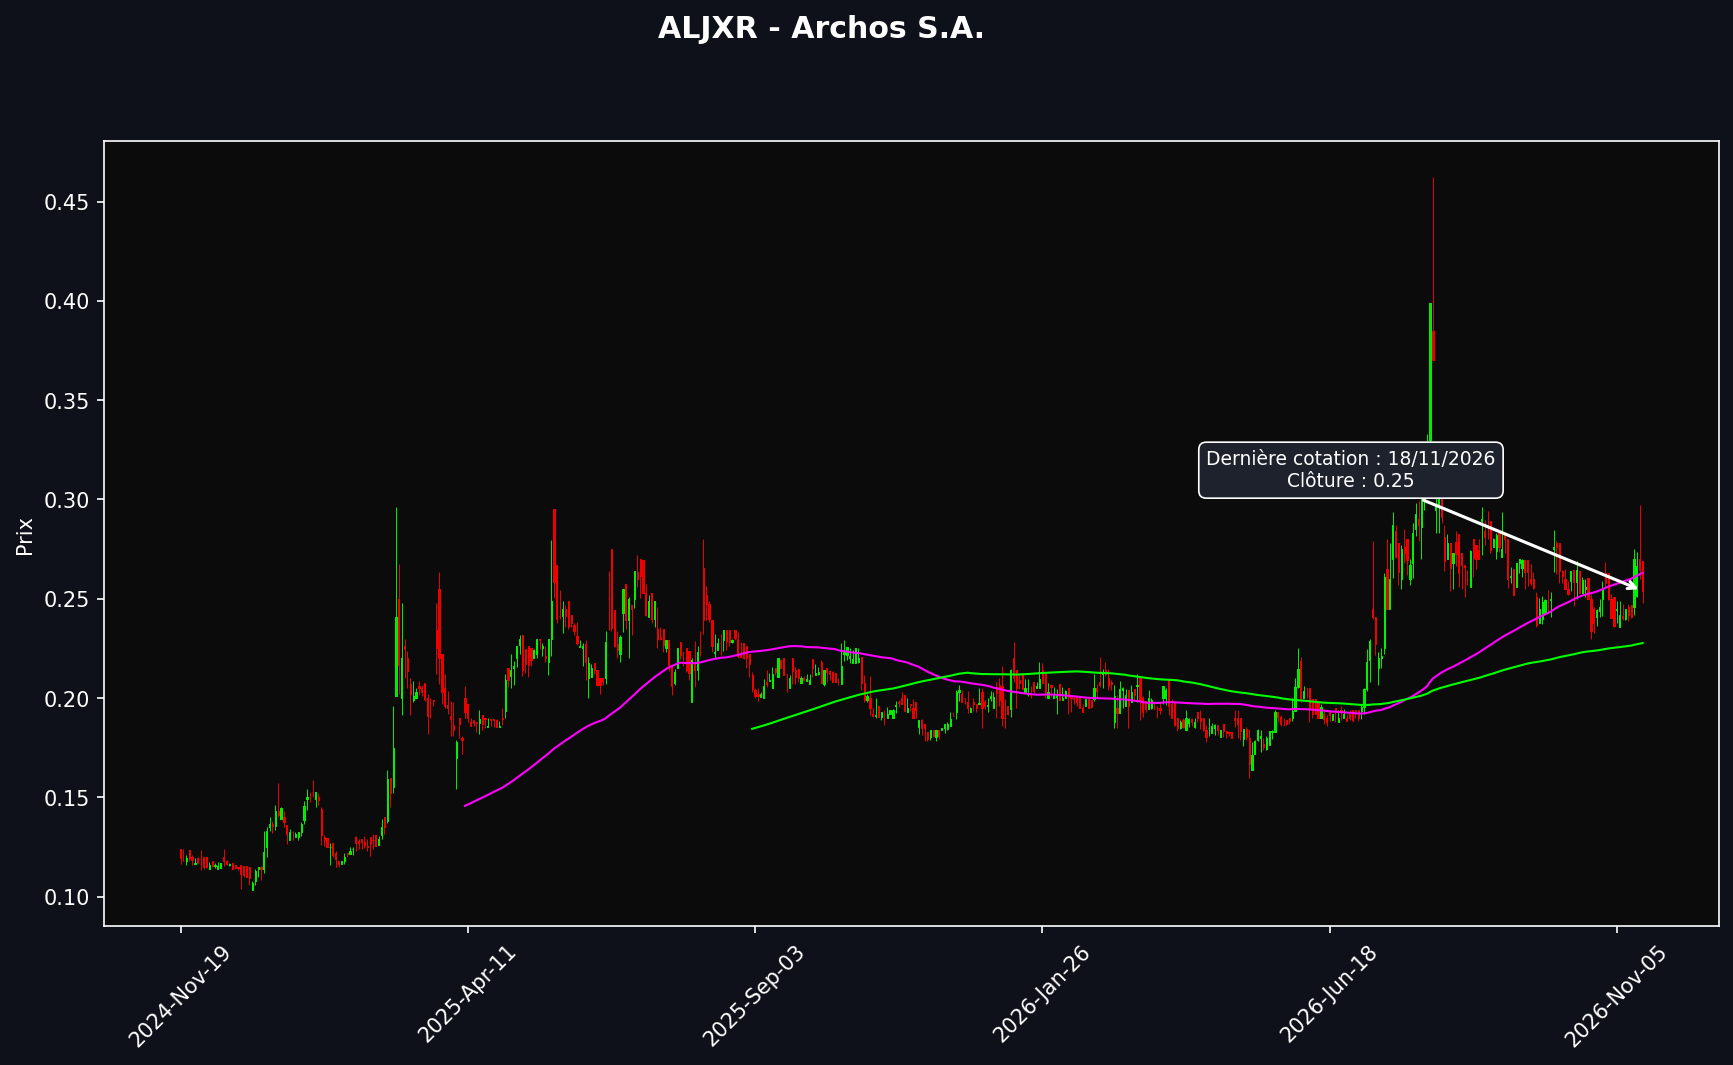 ALJXR - Archos S.A.
Prix
0.45
0.40
0.35
0.30
0.25
0.20
0.15
0.10
Dernière cotation : 18/11/2026
Clôture : 0.25
2024-Nov-19
2025-Apr-11
2025-Sep-03
2026-Jan-26
2026-Jun-18
2026-Nov-05